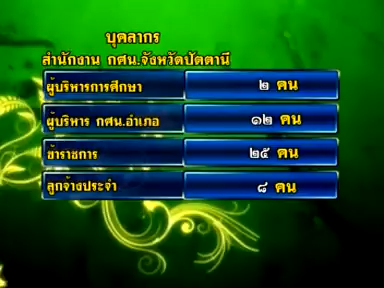 บุคลากร
สำนักงาน กศน.จังหวัดปัตตานี
ผู้บริหารการศึกษา ๒ คน
ผู้บริหาร กศน.อำเภอ ๑๒ คน
ข้าราชการ ๒๕ คน
ลูกจ้างประจำ ๘ คน